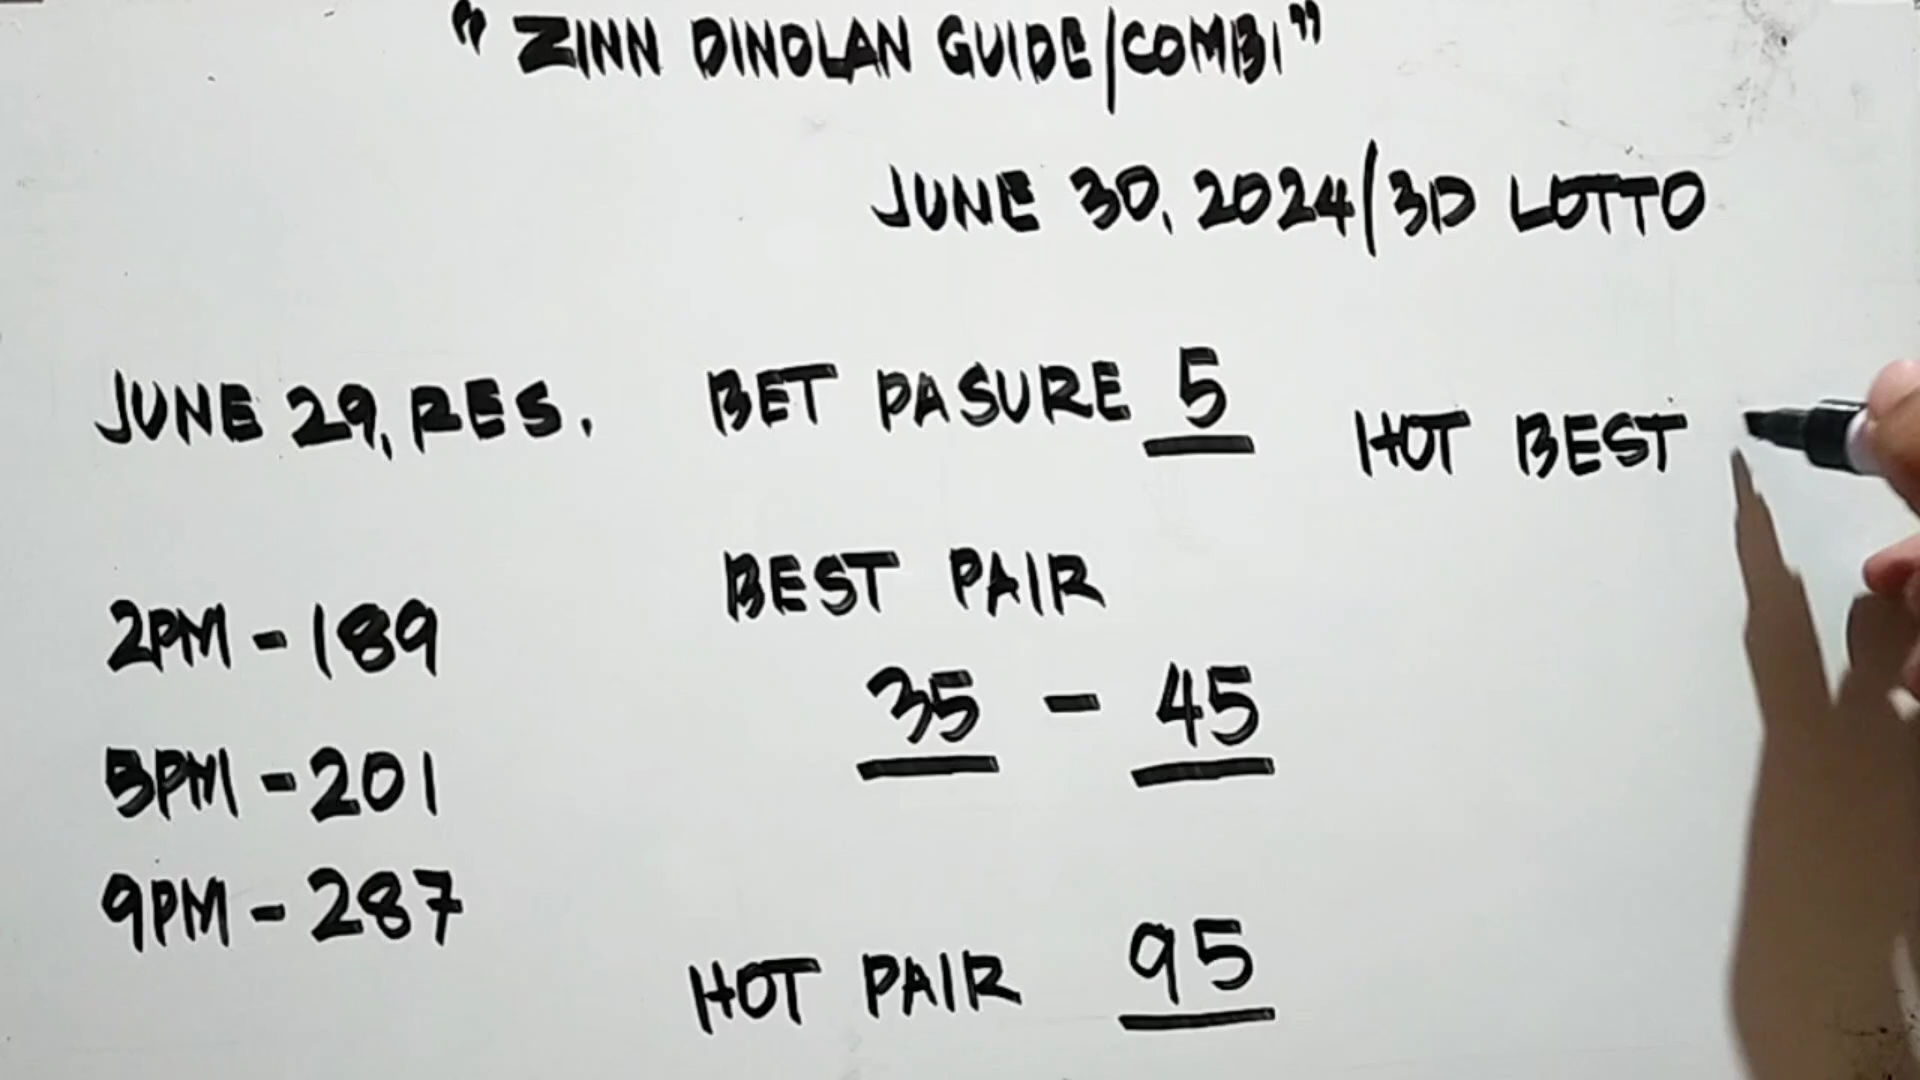 "ZINN DINOLAN GUIDE/COMBI"
JUNE 30, 2024/3D LOTTO
JUNE 29, RES.
2PM - 189
5PM - 201
9PM - 287
BET PASURE 5
BEST PAIR
35 - 45
HOT PAIR 95
HOT BEST